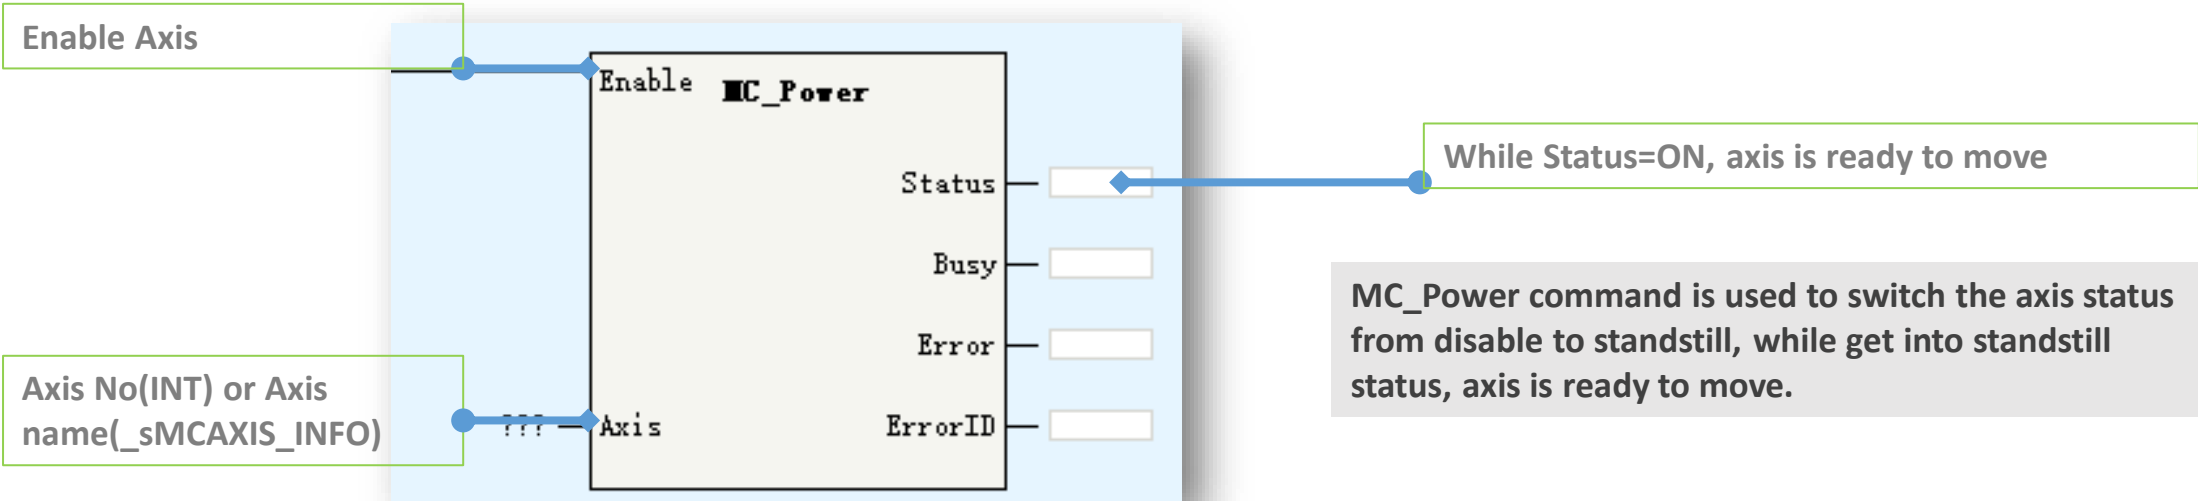 Enable Axis
Enable
MC_Power
Status
While Status=ON, axis is ready to move
Busy
MC_Power command is used to switch the axis status
from disable to standstill, while get into standstill
status, axis is ready to move.
Error
Axis No(INT) or Axis
name(_sMCAXIS_INFO)
???
Axis
ErrorID